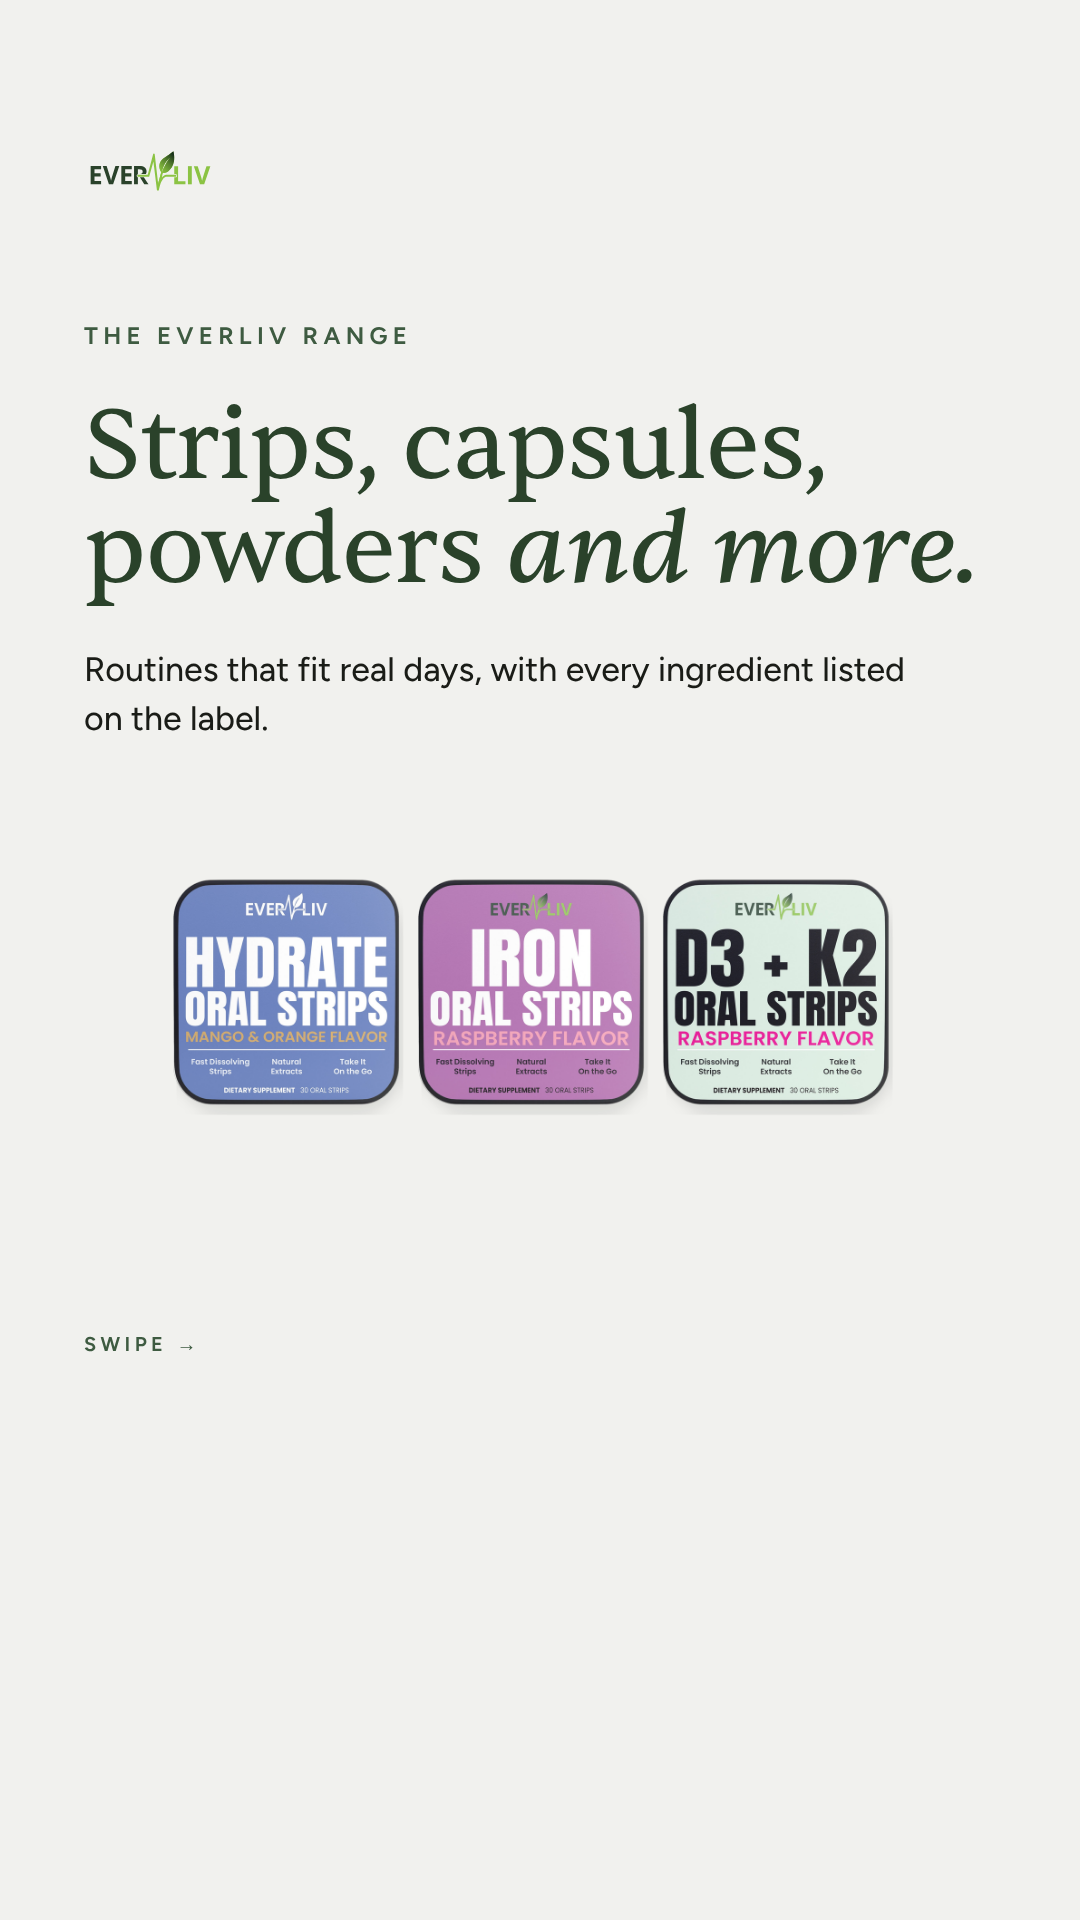 EVERLIV
THE EVERLIV RANGE
Strips, capsules,
powders and more.
Routines that fit real days, with every ingredient listed
on the label.
EVERLIV
HYDRATE
ORAL STRIPS
MANGO & ORANGE FLAVOR
Fast Dissolving Strips
Natural Extracts
Take It On the Go
DIETARY SUPPLEMENT 30 ORAL STRIPS
EVERLIV
IRON
ORAL STRIPS
RASPBERRY FLAVOR
Fast Dissolving Strips
Natural Extracts
Take It On the Go
DIETARY SUPPLEMENT 30 ORAL STRIPS
EVERLIV
D3 + K2
ORAL STRIPS
RASPBERRY FLAVOR
Fast Dissolving Strips
Natural Extracts
Take It On the Go
DIETARY SUPPLEMENT 30 ORAL STRIPS
SWIPE →